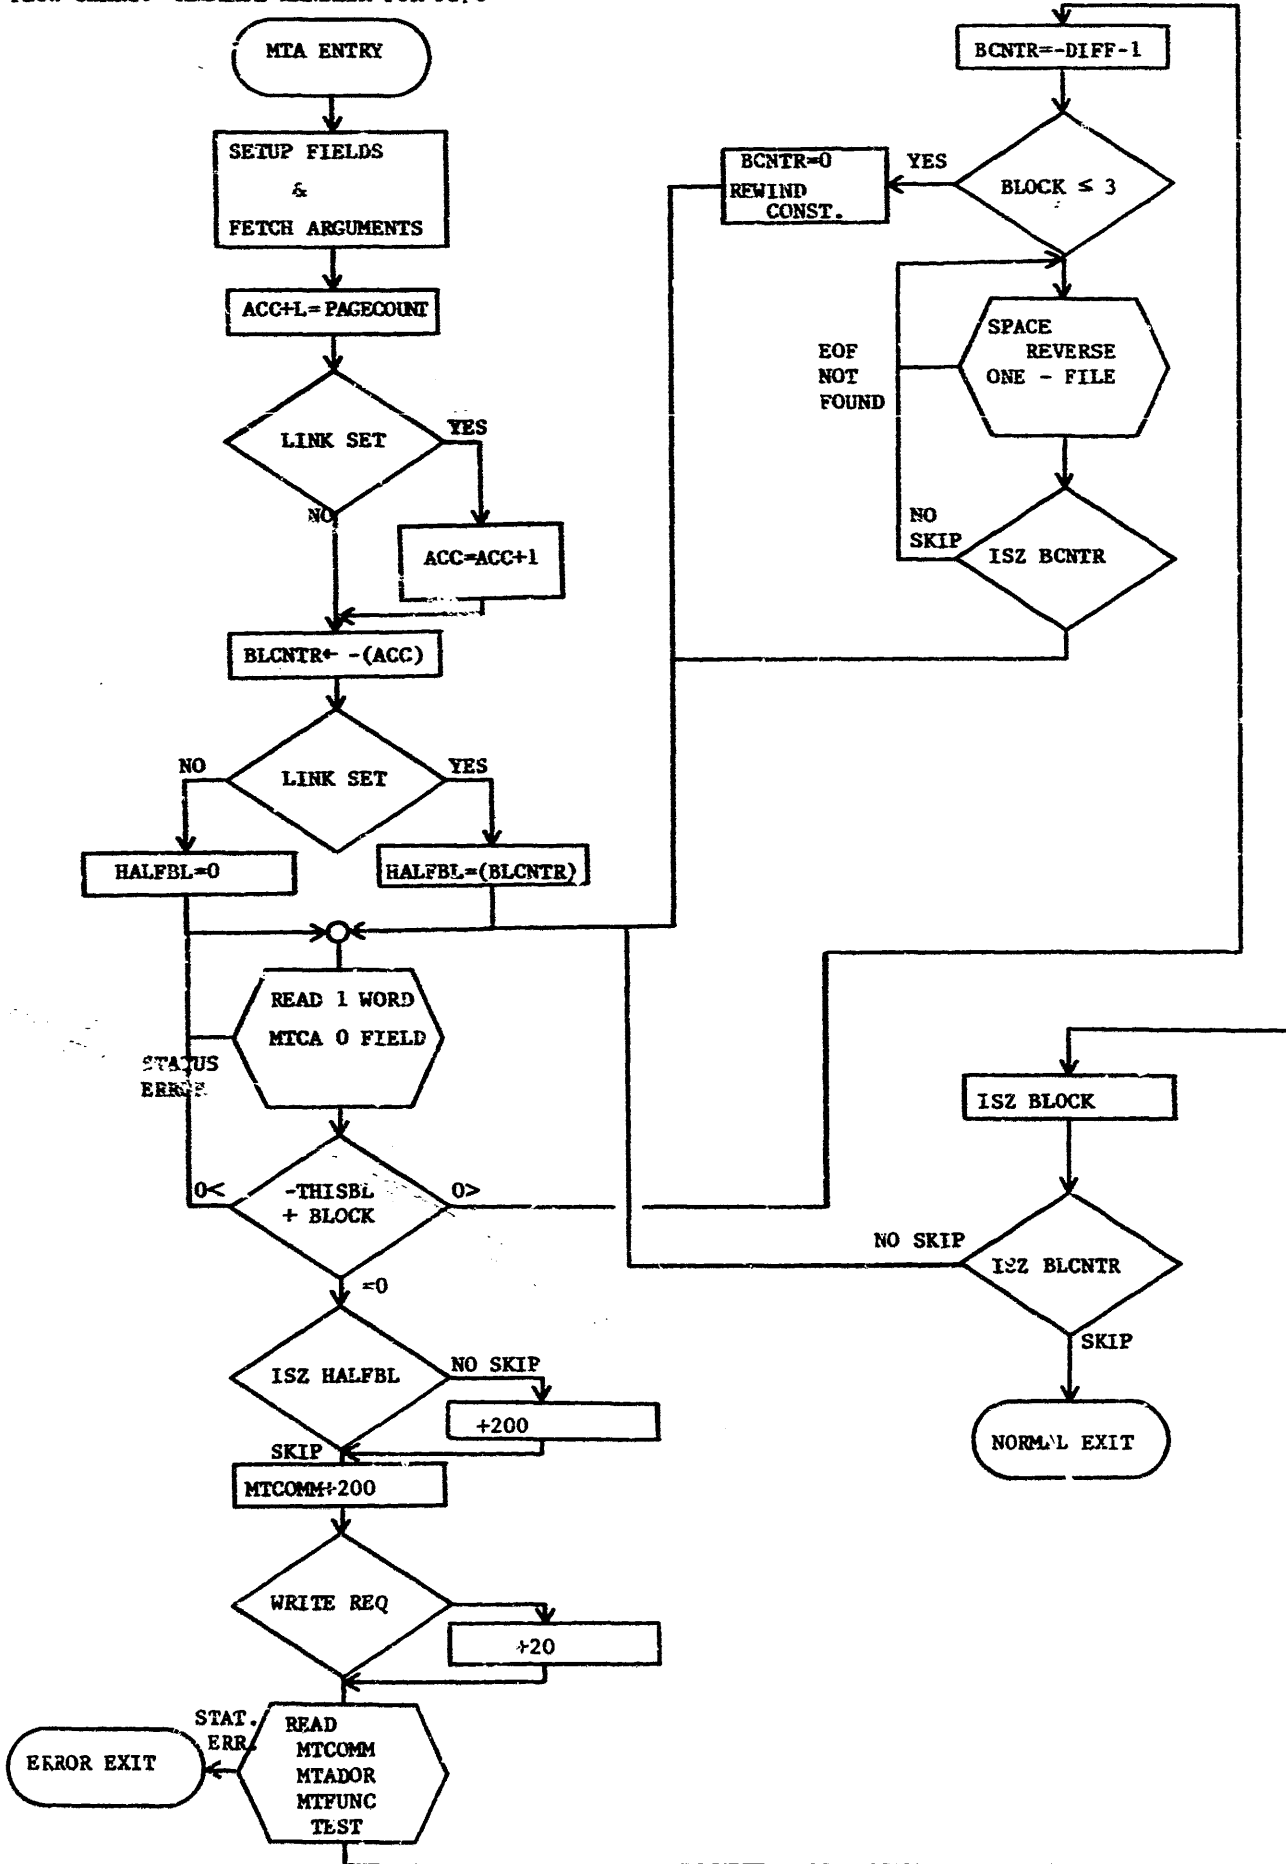 MTA ENTRY
SETUP FIELDS
&
FETCH ARGUMENTS
ACC+L=PAGECOUNT
LINK SET
YES
NO
ACC=ACC+1
BLCNTR← -(ACC)
LINK SET
NO
YES
HALFBL=0
HALFBL=(BLCNTR)
READ 1 WORD
MTCA 0 FIELD
STATUS
ERROR
-THISBL
+ BLOCK
0<
0>
=0
ISZ HALFBL
NO SKIP
+200
SKIP
MTCOMM+200
WRITE REQ
+20
STAT.
ERR.
READ
MTCOMM
MTADOR
MTFUNC
TEST
ERROR EXIT
BCNTR=-DIFF-1
BLOCK ≤ 3
YES
BCNTR=0
REWIND
CONST.
SPACE
REVERSE
ONE - FILE
EOF
NOT
FOUND
NO
SKIP
ISZ BCNTR
ISZ BLOCK
NO SKIP
ISZ BLCNTR
SKIP
NORMAL EXIT